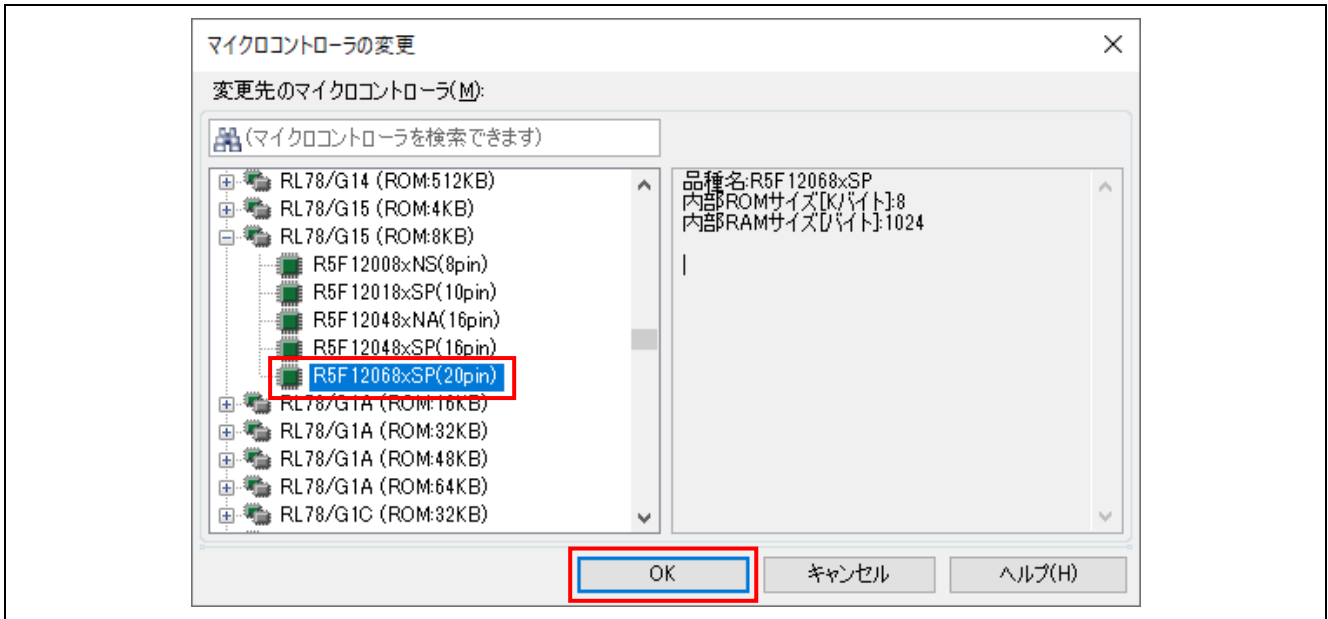 マイクロコントローラの変更
変更先のマイクロコントローラ(M):
(マイクロコントローラを検索できます)
RL78/G14 (ROM:512KB)
RL78/G15 (ROM:4KB)
RL78/G15 (ROM:8KB)
R5F12008xNS(8pin)
R5F12018xSP(10pin)
R5F12048xNA(16pin)
R5F12048xSP(16pin)
R5F12068xSP(20pin)
RL78/G1A (ROM:16KB)
RL78/G1A (ROM:32KB)
RL78/G1A (ROM:48KB)
RL78/G1A (ROM:64KB)
RL78/G1C (ROM:32KB)
品種名:R5F12068xSP
内部ROMサイズ[Kバイト]:8
内部RAMサイズ[バイト]:1024
OK
キャンセル
ヘルプ(H)